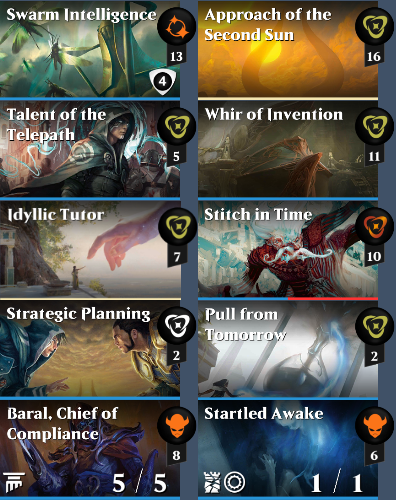 Swarm Intelligence
13
4
Approach of the
Second Sun
16
Talent of the
Telepath
5
Whir of Invention
11
Idyllic Tutor
7
Stitch in Time
10
Strategic Planning
2
Pull from
Tomorrow
2
Baral, Chief of
Compliance
8
5 / 5
Startled Awake
6
1 / 1